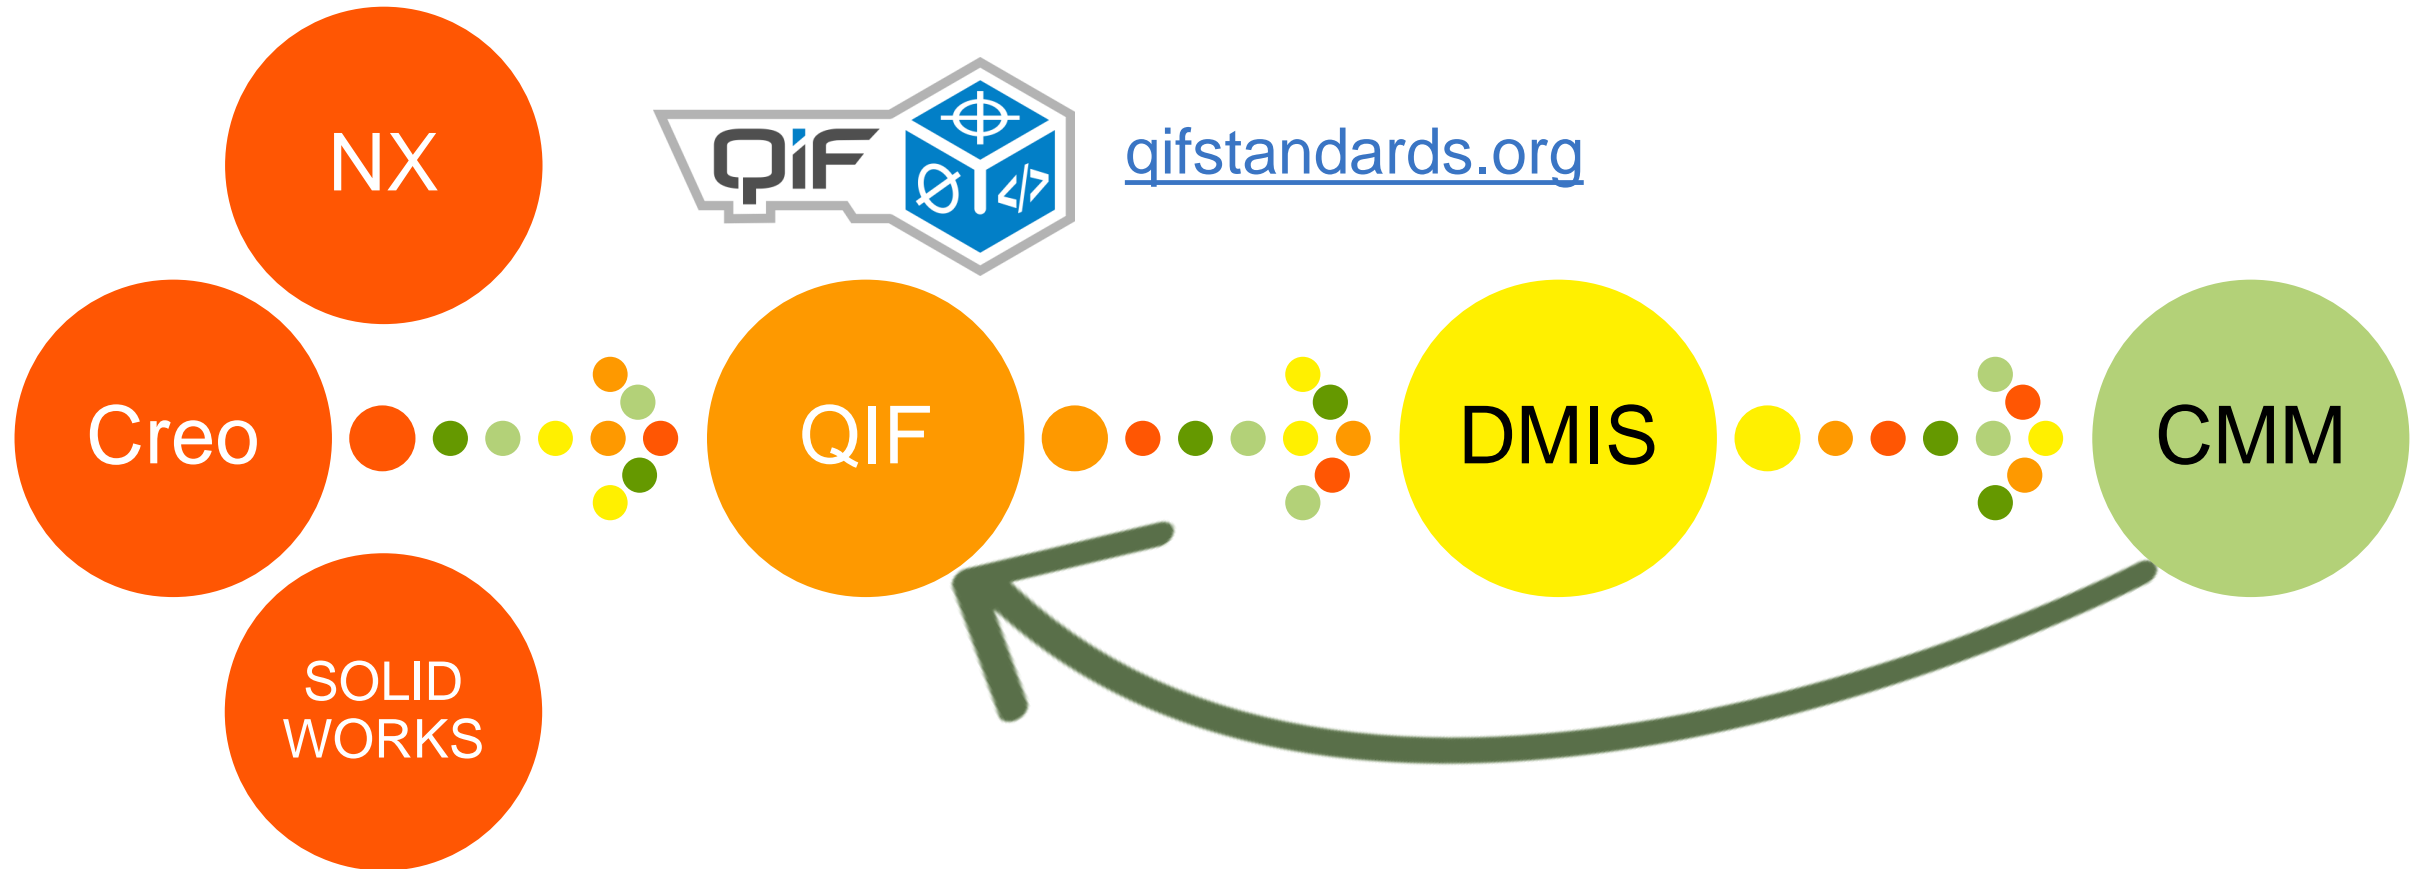 NX
QiF
qifstandards.org
Creo
QIF
DMIS
CMM
SOLID
WORKS